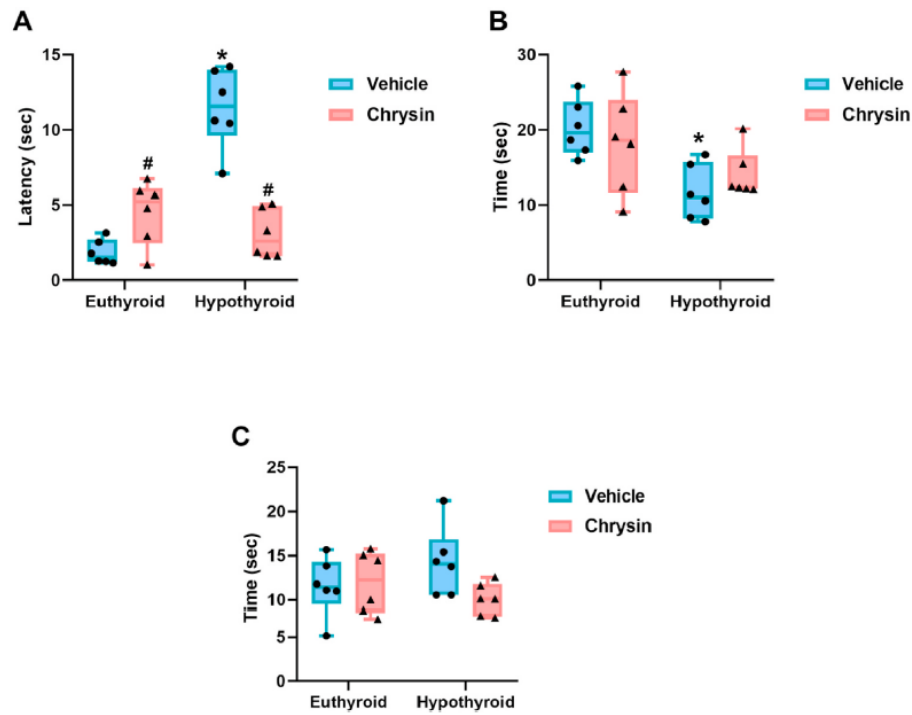 A
Latency (sec)
15
10
5
0
*
#
#
Euthyroid
Hypothyroid
Vehicle
Chrysin
B
Time (sec)
30
20
10
0
*
Euthyroid
Hypothyroid
Vehicle
Chrysin
C
Tiime (sec)
25
20
15
10
5
0
Euthyroid
Hypothyroid
Vehicle
Chrysin